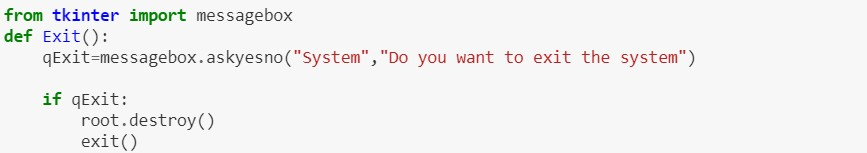 from tkinter import messagebox
def Exit():
    qExit=messagebox.askyesno("System","Do you want to exit the system")
    if qExit:
        root.destroy()
        exit()